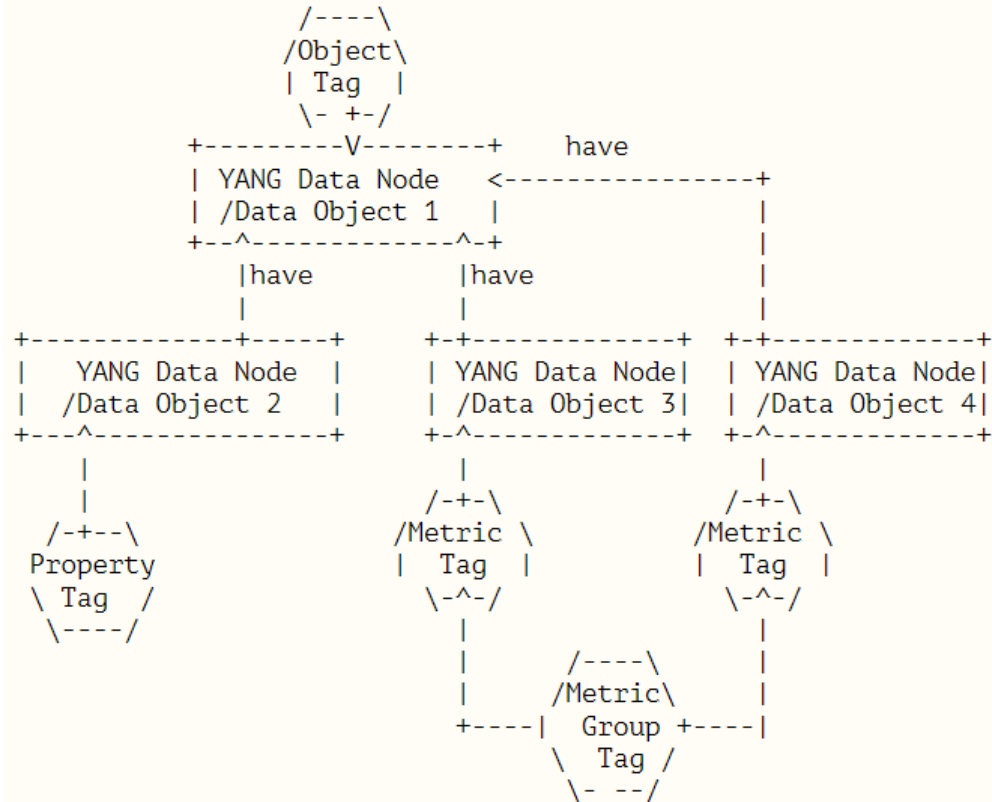 /----\
/Object\
| Tag |
\- +-/
+---------V--------+ have
| YANG Data Node <----------------+
| /Data Object 1 | |
+--^-------------^-+ |
|have |have |
| | |
+-------------+-----+ +-+-------------+ +-+-------------+
| YANG Data Node | | YANG Data Node| | YANG Data Node|
| /Data Object 2 | | /Data Object 3| | /Data Object 4|
+---^---------------+ +-^-------------+ +-^-------------+
| | |
| /-+-\ /-+-\
/-+--\ /Metric \ /Metric \
Property | Tag | | Tag |
\ Tag / \-^-/ \-^-/
\----/ | |
| /----\ |
| /Metric\ |
+----| Group +----|
\ Tag /
\- --/